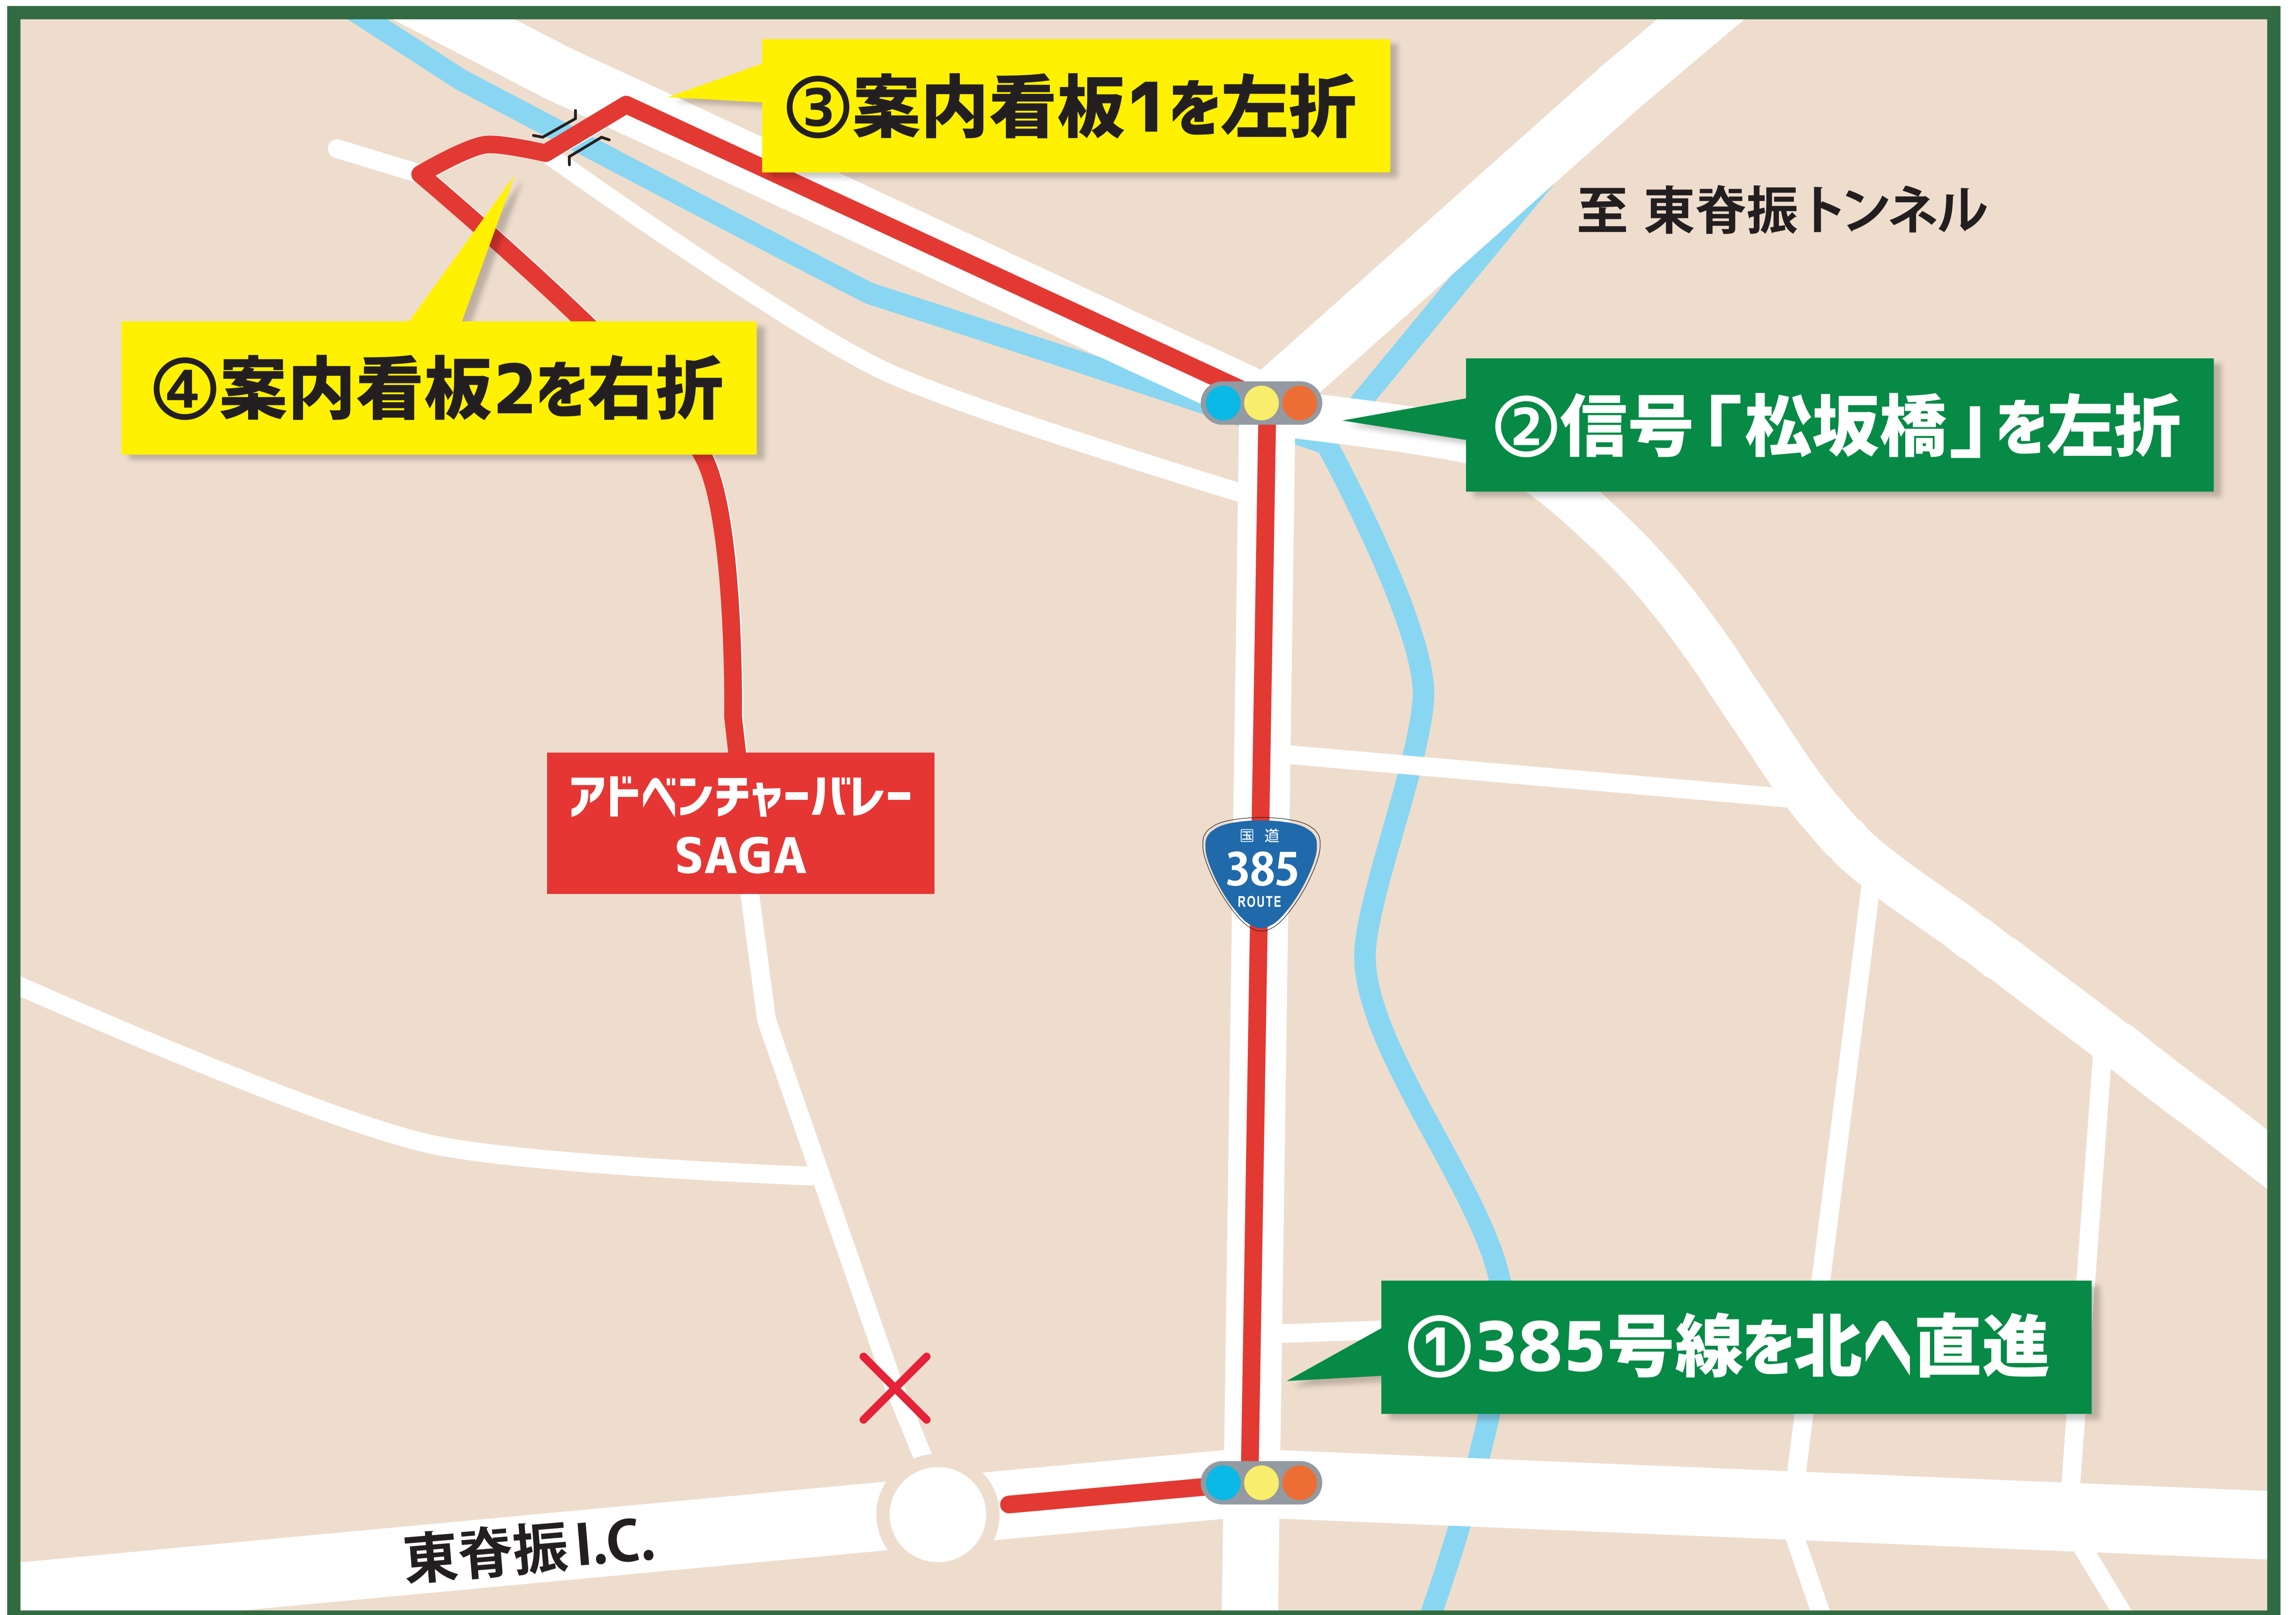 ③案内看板1を左折
至 東脊振トンネル
④案内看板2を右折
②信号「松坂橋」を左折
アドベンチャーバレー
SAGA
国道
385
ROUTE
①385号線を北へ直進
東脊振I.C.